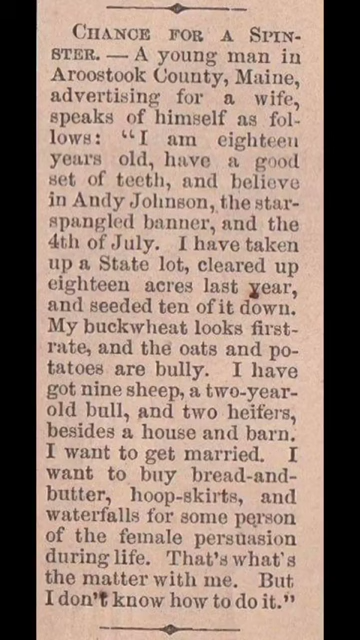 CHANCE FOR A SPIN-
STER. — A young man in
Aroostook County, Maine,
advertising for a wife,
speaks of himself as fol-
lows: "I am eighteen
years old, have a good
set of teeth, and believe
in Andy Johnson, the star-
spangled banner, and the
4th of July. I have taken
up a State lot, cleared up
eighteen acres last year,
and seeded ten of it down.
My buckwheat looks first-
rate, and the oats and po-
tatoes are bully. I have
got nine sheep, a two-year-
old bull, and two heifers,
besides a house and barn.
I want to get married. I
want to buy bread-and-
butter, hoop-skirts, and
waterfalls for some person
of the female persuasion
during life. That's what's
the matter with me. But
I don't know how to do it."